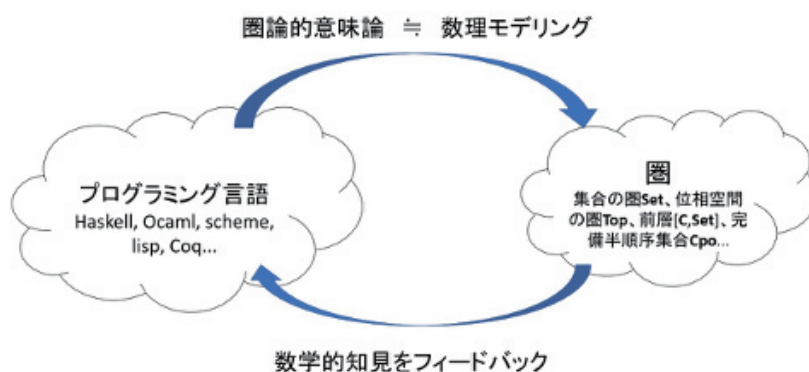 圏論的意味論 ≒ 数理モデリング
プログラミング言語
Haskell, Ocaml, scheme,
lisp, Coq...
圏
集合の圏Set、位相空間
の圏Top、前層[C,Set]、完
備半順序集合Cpo...
数学的知見をフィードバック